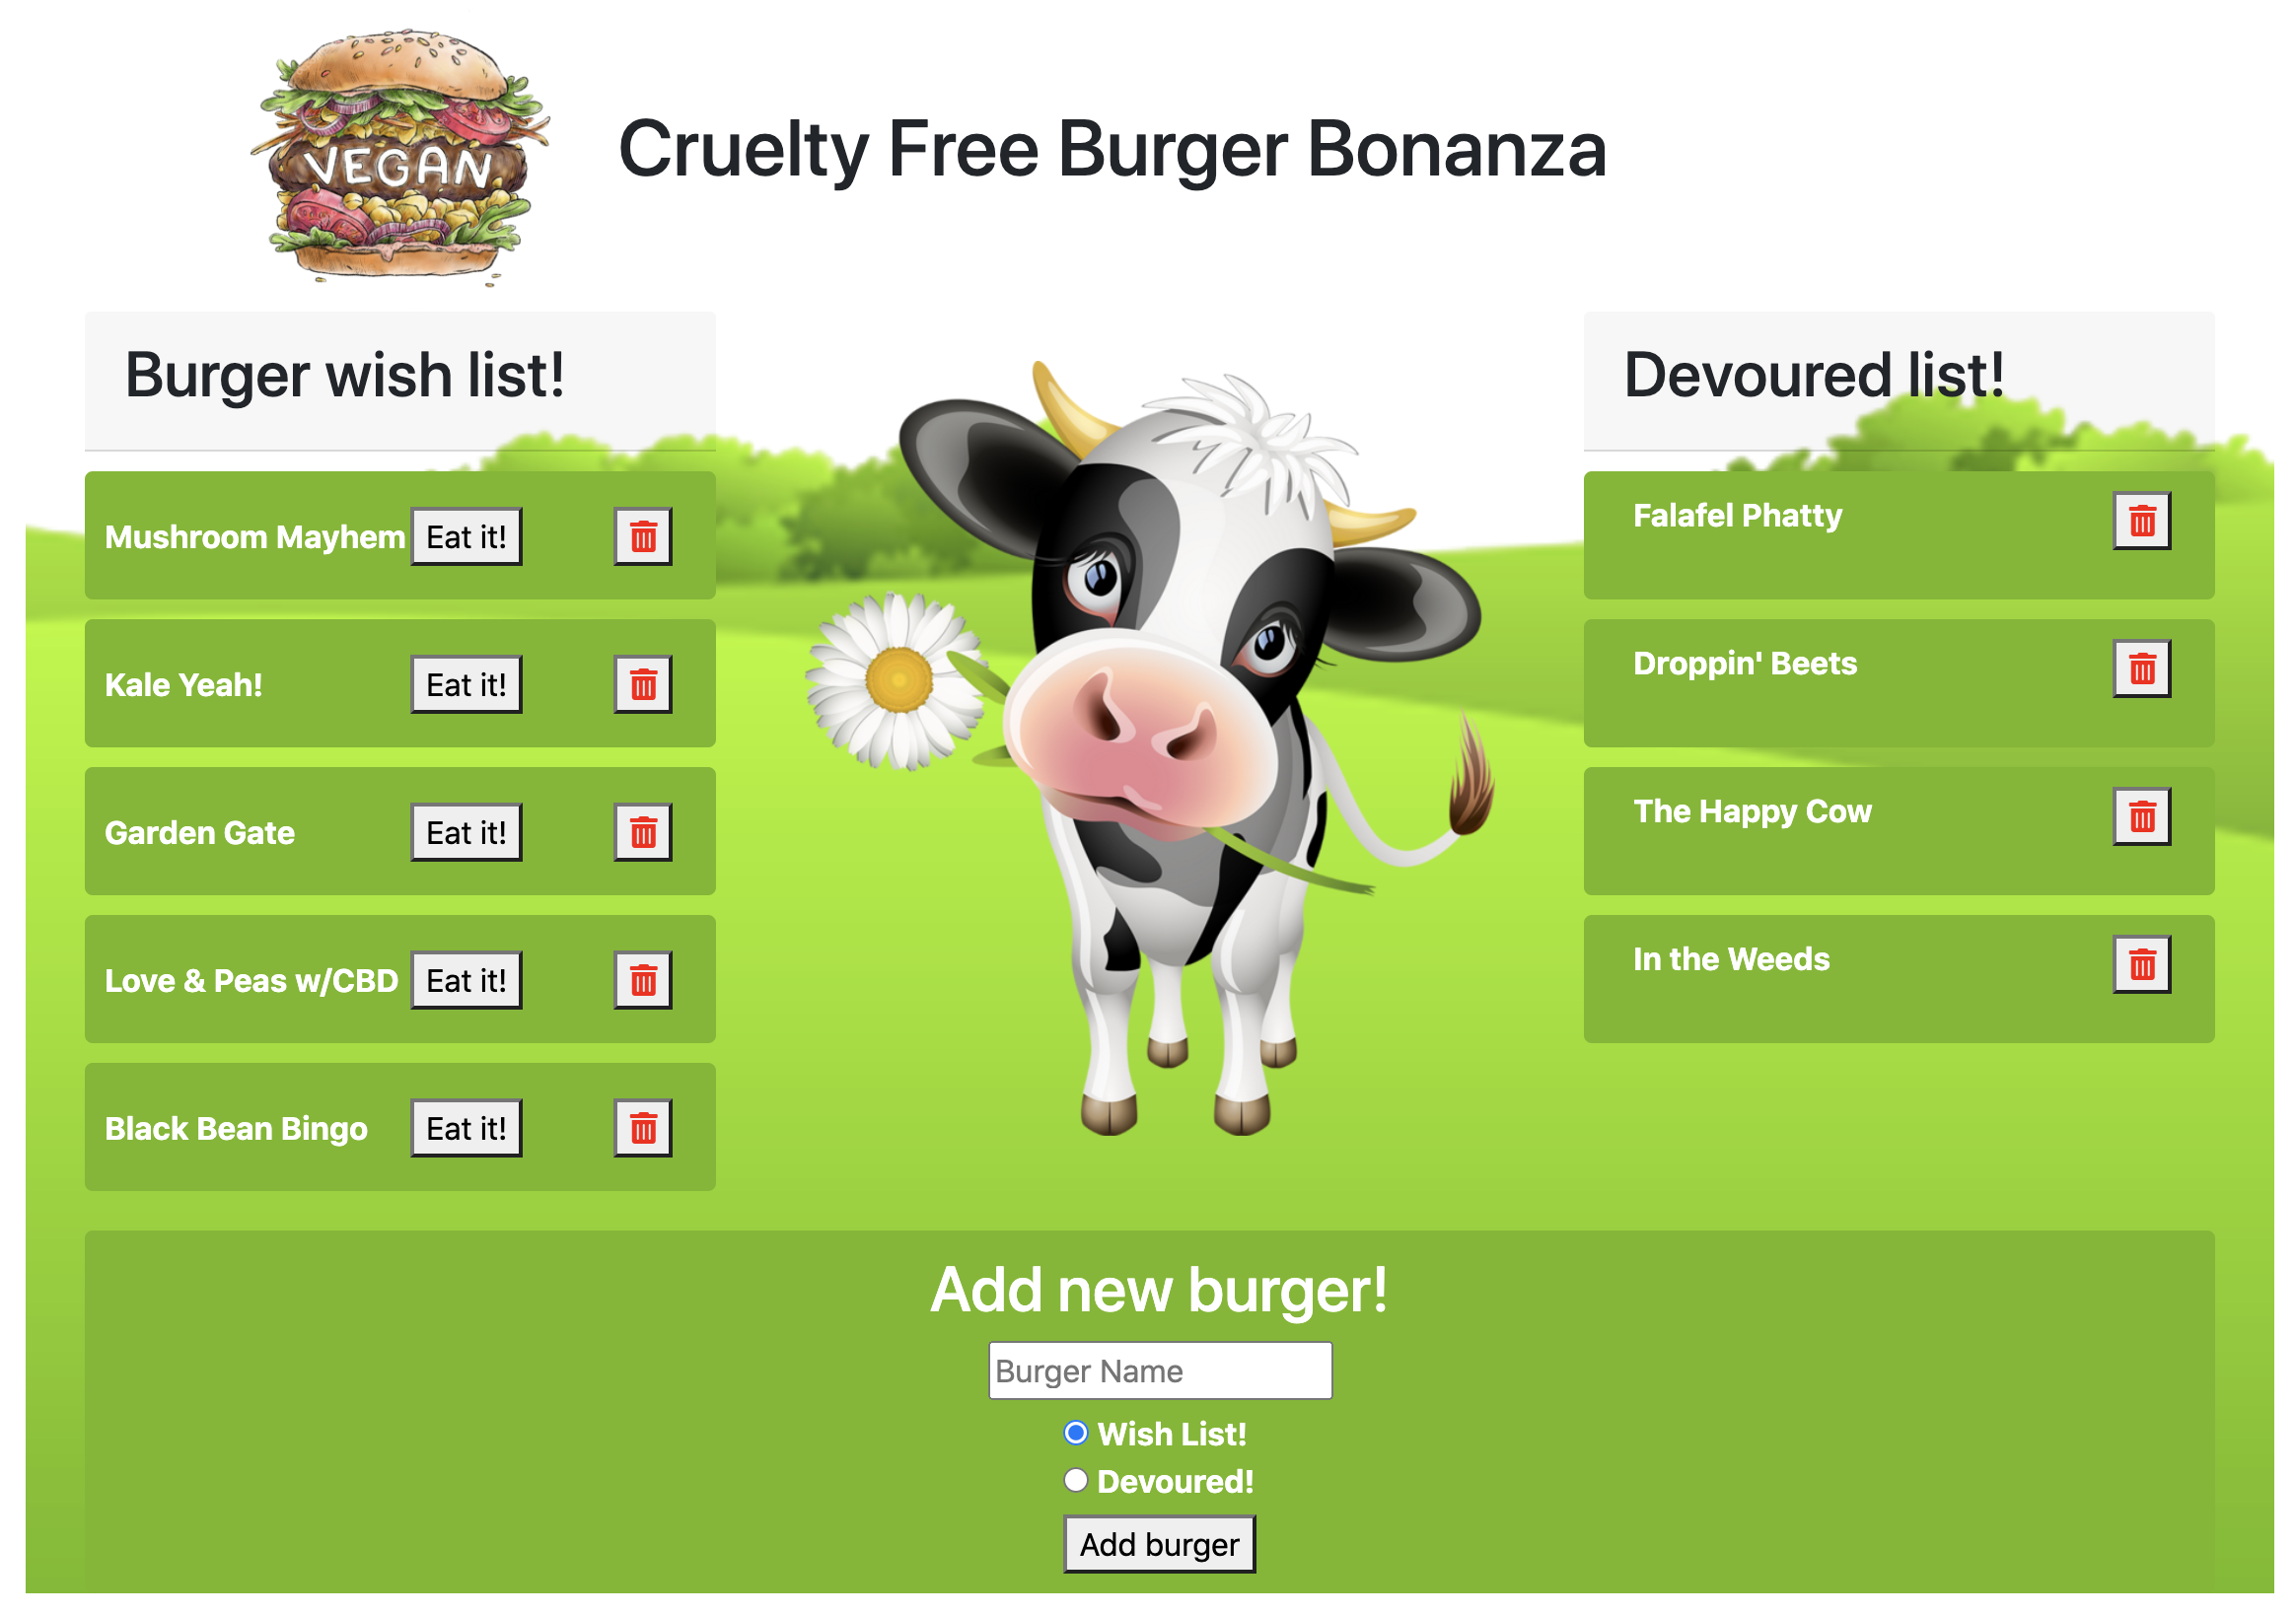 VEGAN
Cruelty Free Burger Bonanza
Burger wish list!
Mushroom Mayhem Eat it!
Kale Yeah! Eat it!
Garden Gate Eat it!
Love & Peas w/CBD Eat it!
Black Bean Bingo Eat it!
Devoured list!
Falafel Phatty
Droppin' Beets
The Happy Cow
In the Weeds
Add new burger!
Burger Name
Wish List!
Devoured!
Add burger